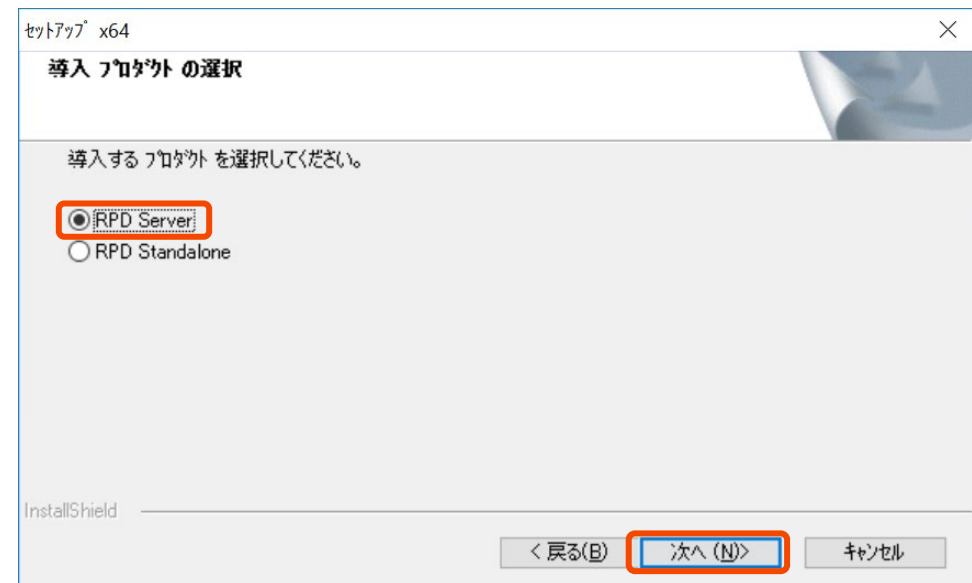 ｾｯﾄｱｯﾌﾟ x64
導入 ﾌﾟﾛﾀﾞｸﾄ の選択
導入する ﾌﾟﾛﾀﾞｸﾄ を選択してください。
RPD Server
RPD Standalone
InstallShield
< 戻る(B) 次へ (N)> ｷｬﾝｾﾙ